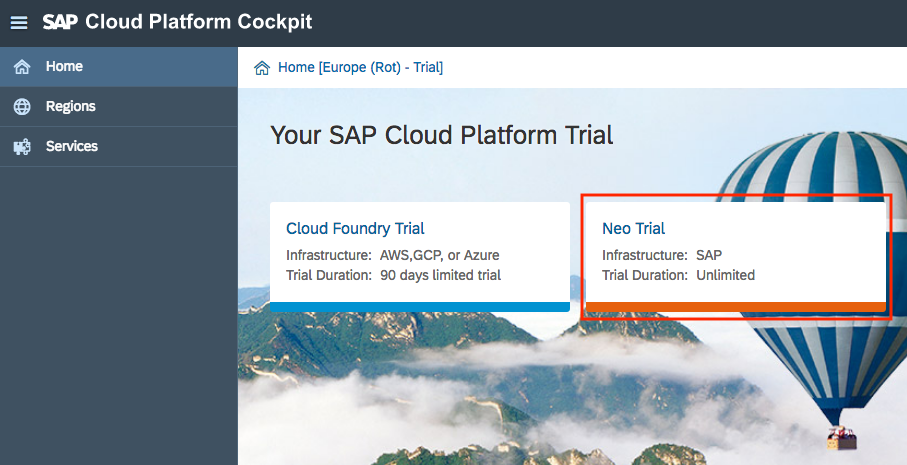 SAP Cloud Platform Cockpit
Home
Regions
Services
Home [Europe (Rot) - Trial]
Your SAP Cloud Platform Trial
Cloud Foundry Trial
Infrastructure: AWS,GCP, or Azure
Trial Duration: 90 days limited trial
Neo Trial
Infrastructure: SAP
Trial Duration: Unlimited